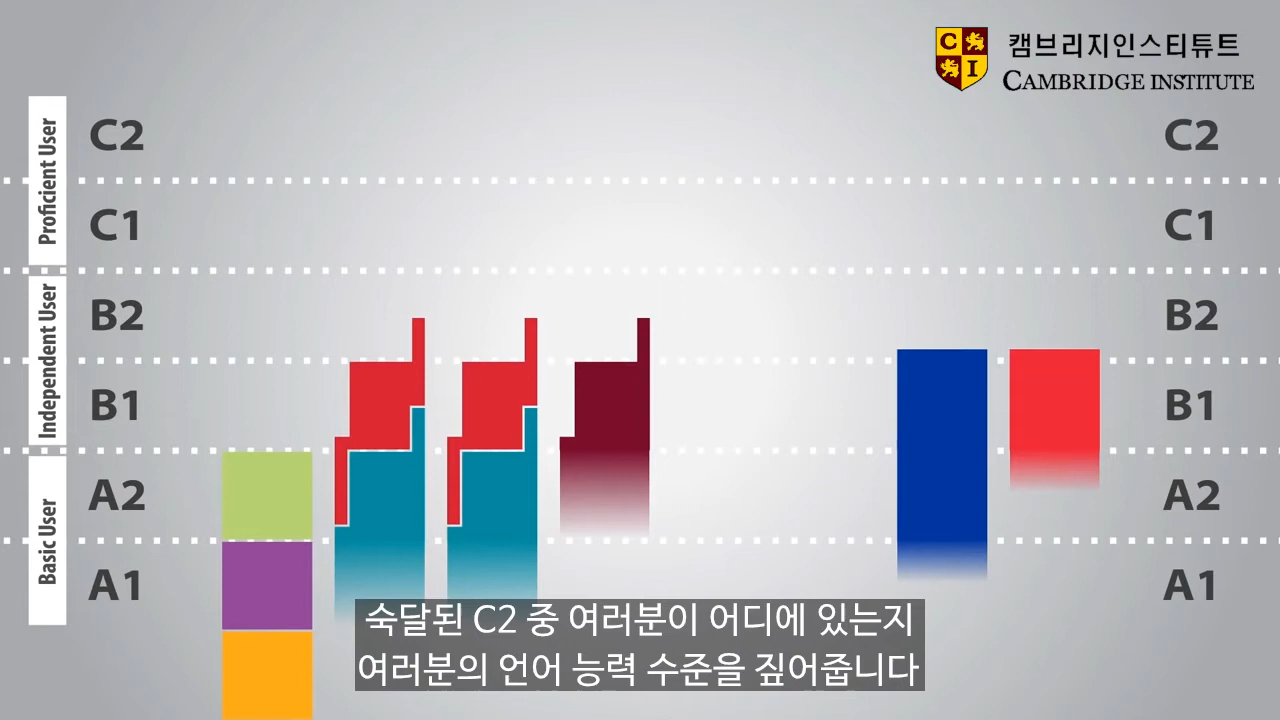 C
I
캠브리지인스티튜트
CAMBRIDGE INSTITUTE
Proficient User
C2
C2
C1
C1
Independent User
B2
B2
B1
B1
Basic User
A2
A2
A1
A1
숙달된 C2 중 여러분이 어디에 있는지
여러분의 언어 능력 수준을 짚어줍니다